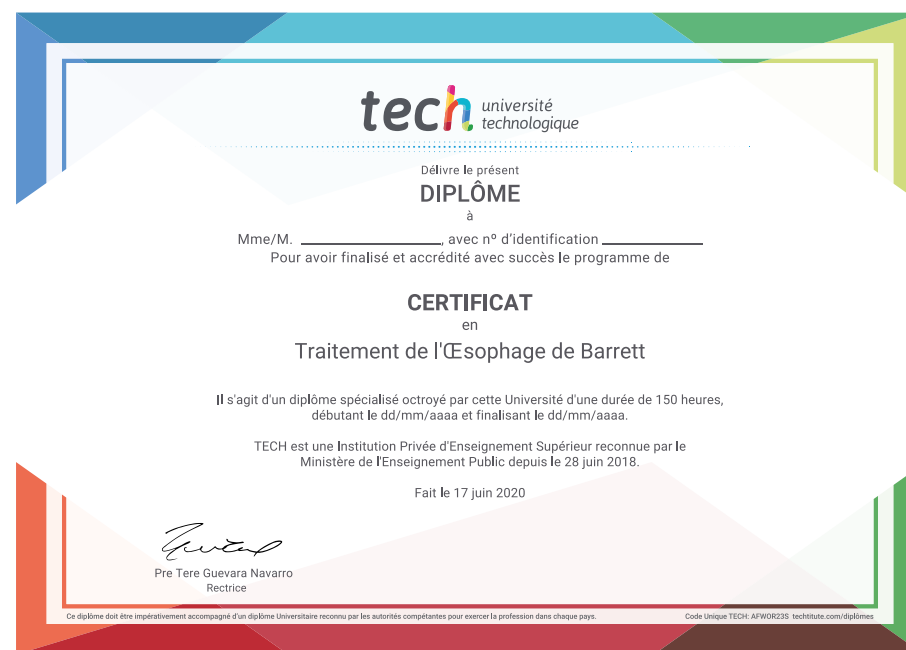 tech université
technologique
Délivre le présent
DIPLÔME
à
Mme/M. ____________________, avec nº d'identification ______________
Pour avoir finalisé et accrédité avec succès le programme de
CERTIFICAT
en
Traitement de l'Œsophage de Barrett
Il s'agit d'un diplôme spécialisé octroyé par cette Université d'une durée de 150 heures,
débutant le dd/mm/aaaa et finalisant le dd/mm/aaaa.
TECH est une Institution Privée d'Enseignement Supérieur reconnue par le
Ministère de l'Enseignement Public depuis le 28 juin 2018.
Fait le 17 juin 2020
Pre Tere Guevara Navarro
Rectrice
Ce diplôme doit être impérativement accompagné d'un diplôme Universitaire reconnu par les autorités compétantes pour exercer la profession dans chaque pays.
Code Unique TECH: AFWOR23S techtitute.com/diplômes